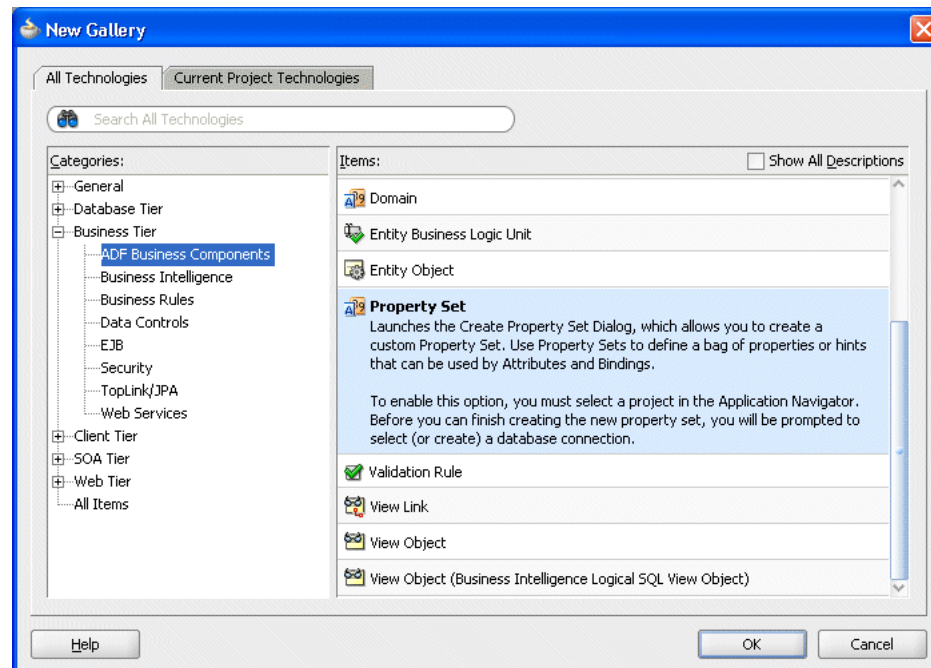 New Gallery
All Technologies
Current Project Technologies
Search All Technologies
Categories:
General
Database Tier
Business Tier
ADF Business Components
Business Intelligence
Business Rules
Data Controls
EJB
Security
TopLink/JPA
Web Services
Client Tier
SOA Tier
Web Tier
All Items
Items:
Show All Descriptions
Domain
Entity Business Logic Unit
Entity Object
Property Set
Launches the Create Property Set Dialog, which allows you to create a
custom Property Set. Use Property Sets to define a bag of properties or hints
that can be used by Attributes and Bindings.
To enable this option, you must select a project in the Application Navigator.
Before you can finish creating the new property set, you will be prompted to
select (or create) a database connection.
Validation Rule
View Link
View Object
View Object (Business Intelligence Logical SQL View Object)
Help
OK
Cancel